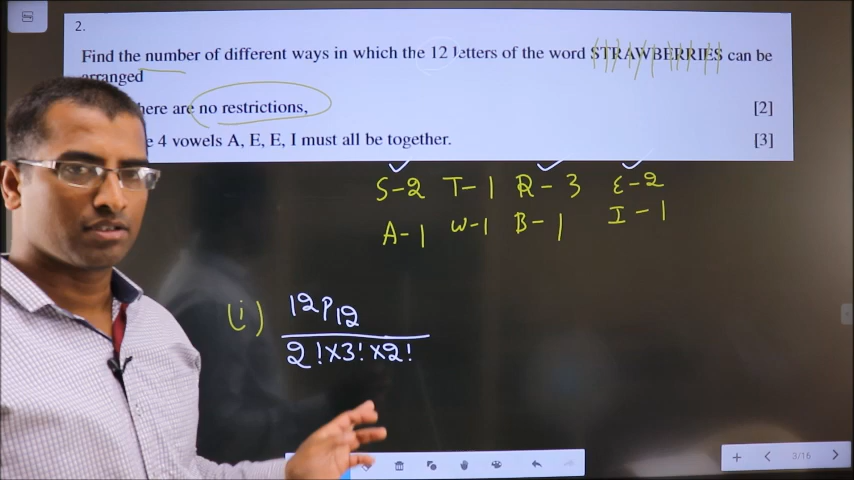 2.
Find the number of different ways in which the 12 letters of the word STRAWBERRIES can be
arranged
here are no restrictions, [2]
e 4 vowels A, E, E, I must all be together. [3]
S-2 T-1 R-3 E-2
A-1 W-1 B-1 I-1
(i) 12P12
2!x3!x2!
3/16